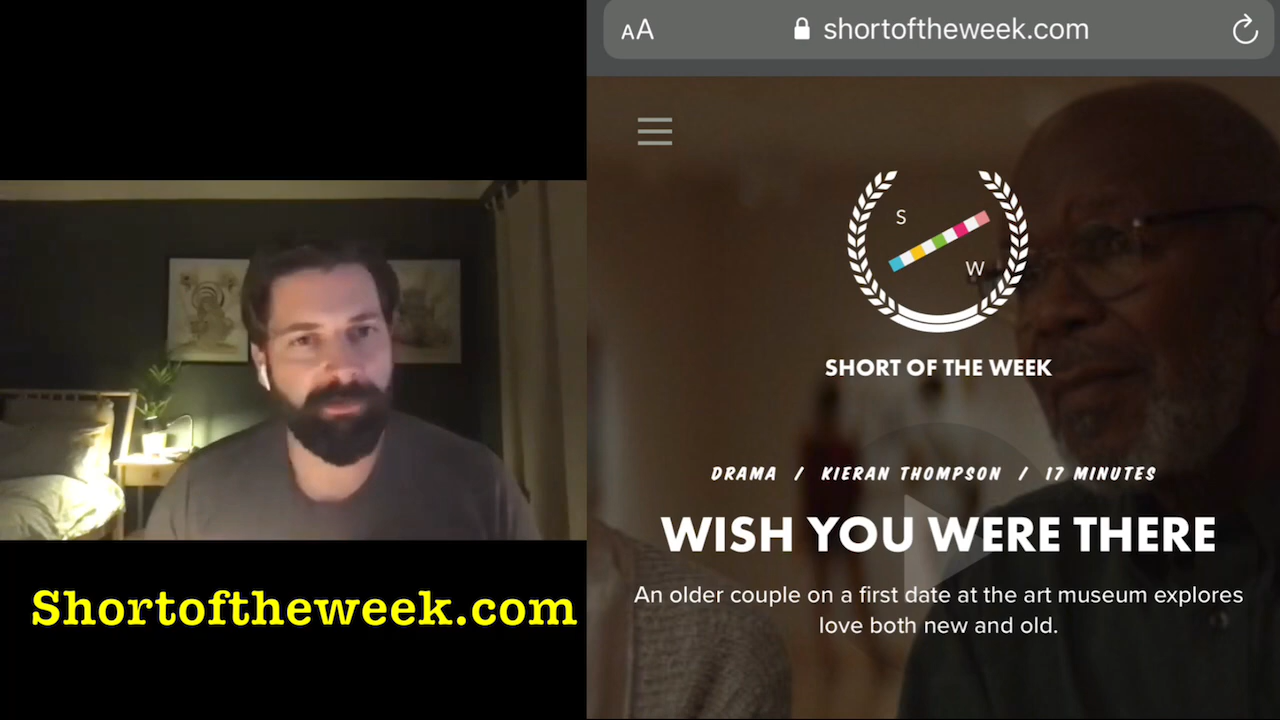 Shortoftheweek.com
AA
shortoftheweek.com
S
W
SHORT OF THE WEEK
DRAMA / KIERAN THOMPSON / 17 MINUTES
WISH YOU WERE THERE
An older couple on a first date at the art museum explores
love both new and old.